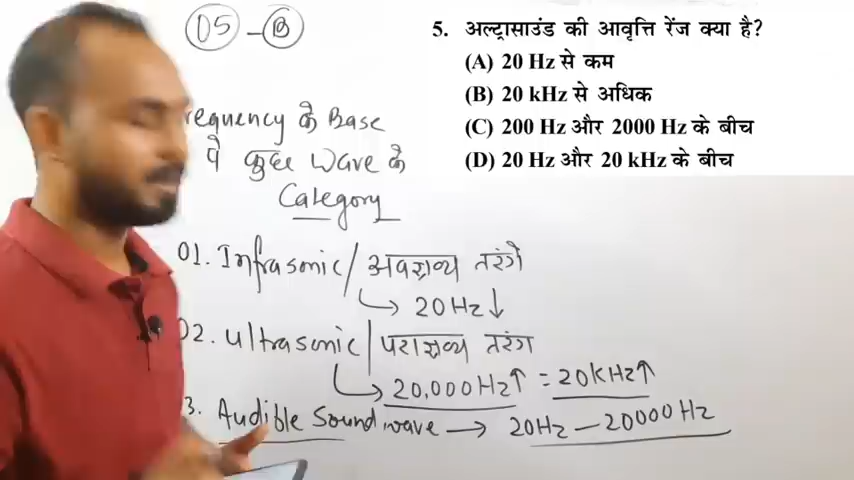 05 - B
5. अल्ट्रासाउंड की आवृत्ति रेंज क्या है?
(A) 20 Hz से कम
(B) 20 kHz से अधिक
(C) 200 Hz और 2000 Hz के बीच
(D) 20 Hz और 20 kHz के बीच
requency के Base
पे कुछ Wave के
Category
01. Infrasonic/अवश्रव्य तरंगे
20Hz↓
02. Ultrasonic|पराश्रव्य तरंग
20,000Hz↑ = 20KHz↑
3. Audible Sound wave → 20Hz - 20000Hz